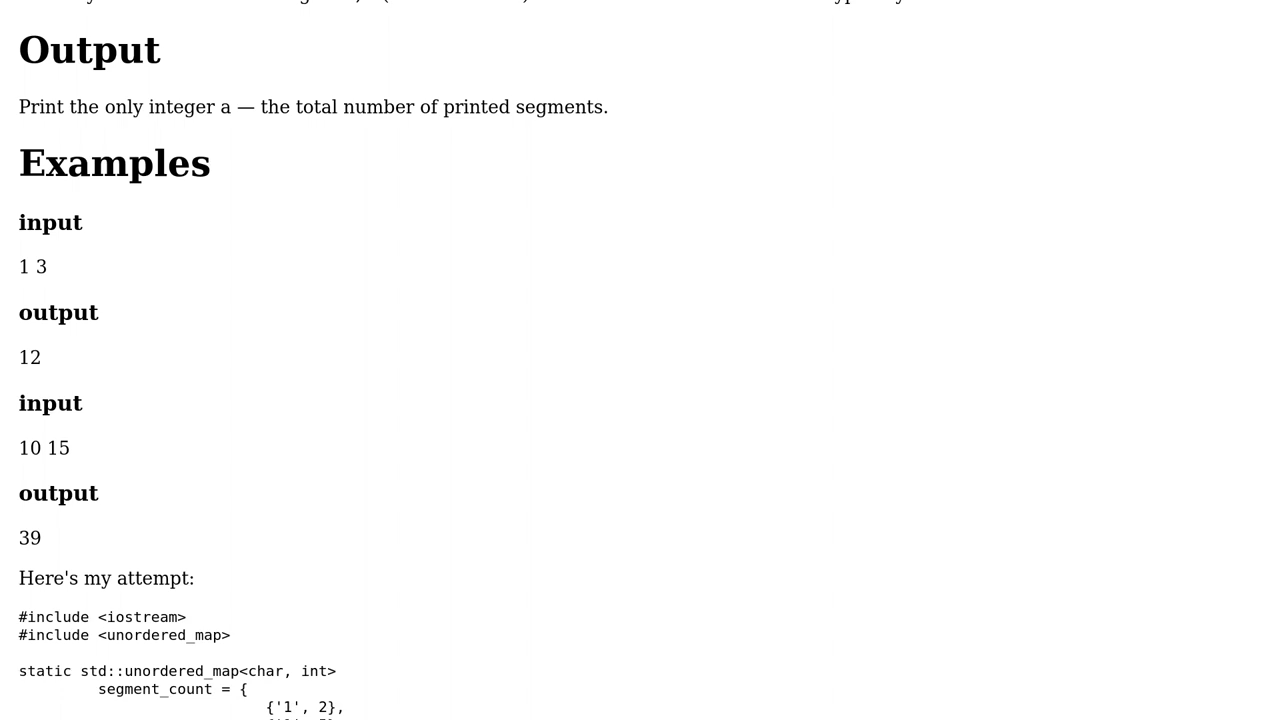 Output
Print the only integer a — the total number of printed segments.
Examples
input
1 3
output
12
input
10 15
output
39
Here's my attempt:
#include <iostream>
#include <unordered_map>
static std::unordered_map<char, int>
segment_count = {
{'1', 2},